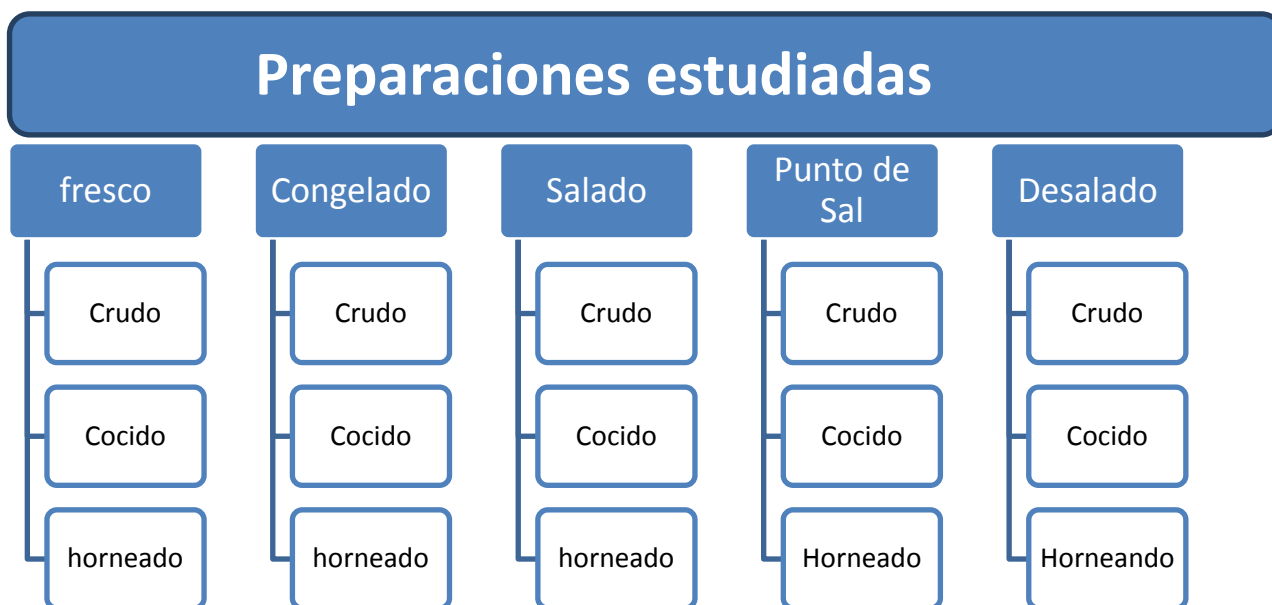 Preparaciones estudiadas
fresco
Crudo
Cocido
horneado
Congelado
Crudo
Cocido
horneado
Salado
Crudo
Cocido
horneado
Punto de
Sal
Crudo
Cocido
Horneado
Desalado
Crudo
Cocido
Horneando